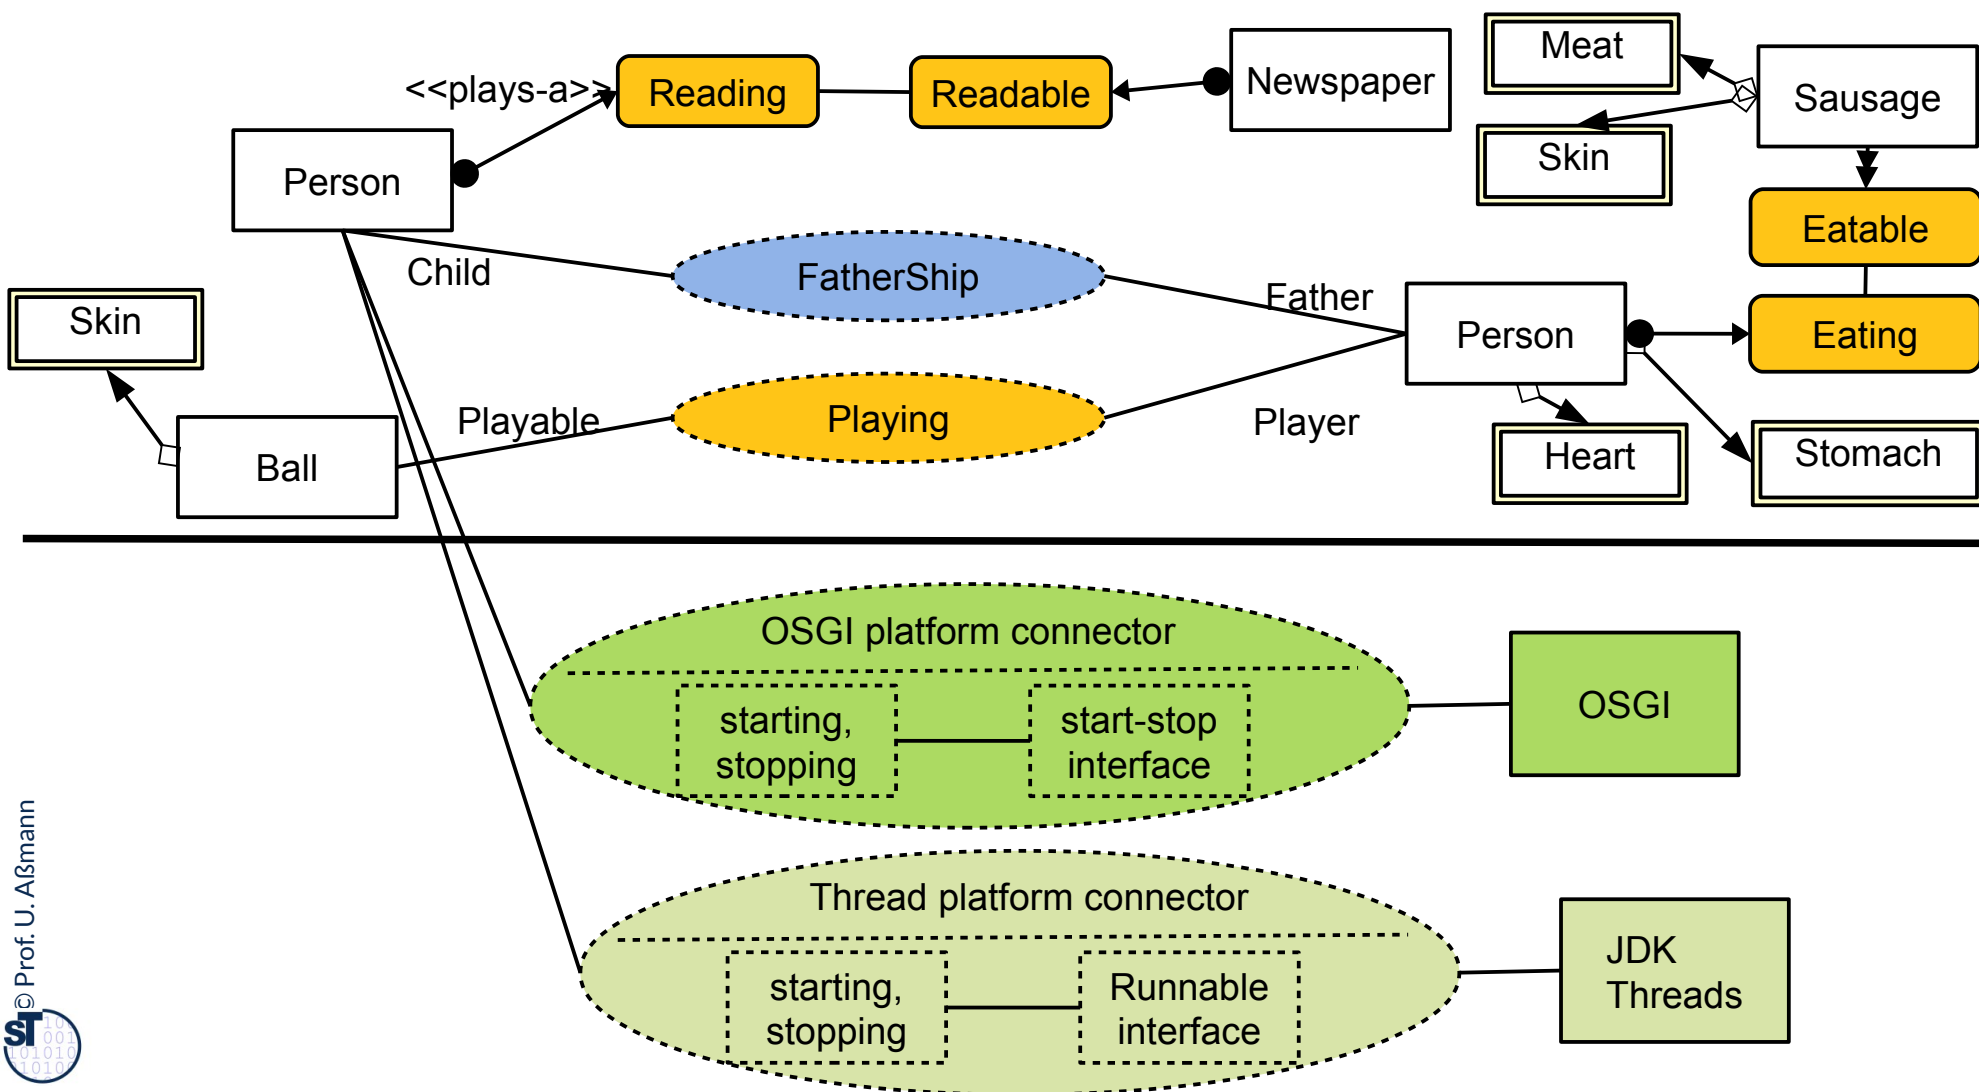 Meat
<<plays-a>>
Reading
Readable
Newspaper
Sausage
Skin
Person
Eatable
Child
FatherShip
Father
Skin
Person
Eating
Playable
Playing
Player
Ball
Heart
Stomach
OSGI platform connector
starting,
stopping
start-stop
interface
OSGI
Thread platform connector
starting,
stopping
Runnable
interface
JDK
Threads
© Prof. U. Aßmann
ST